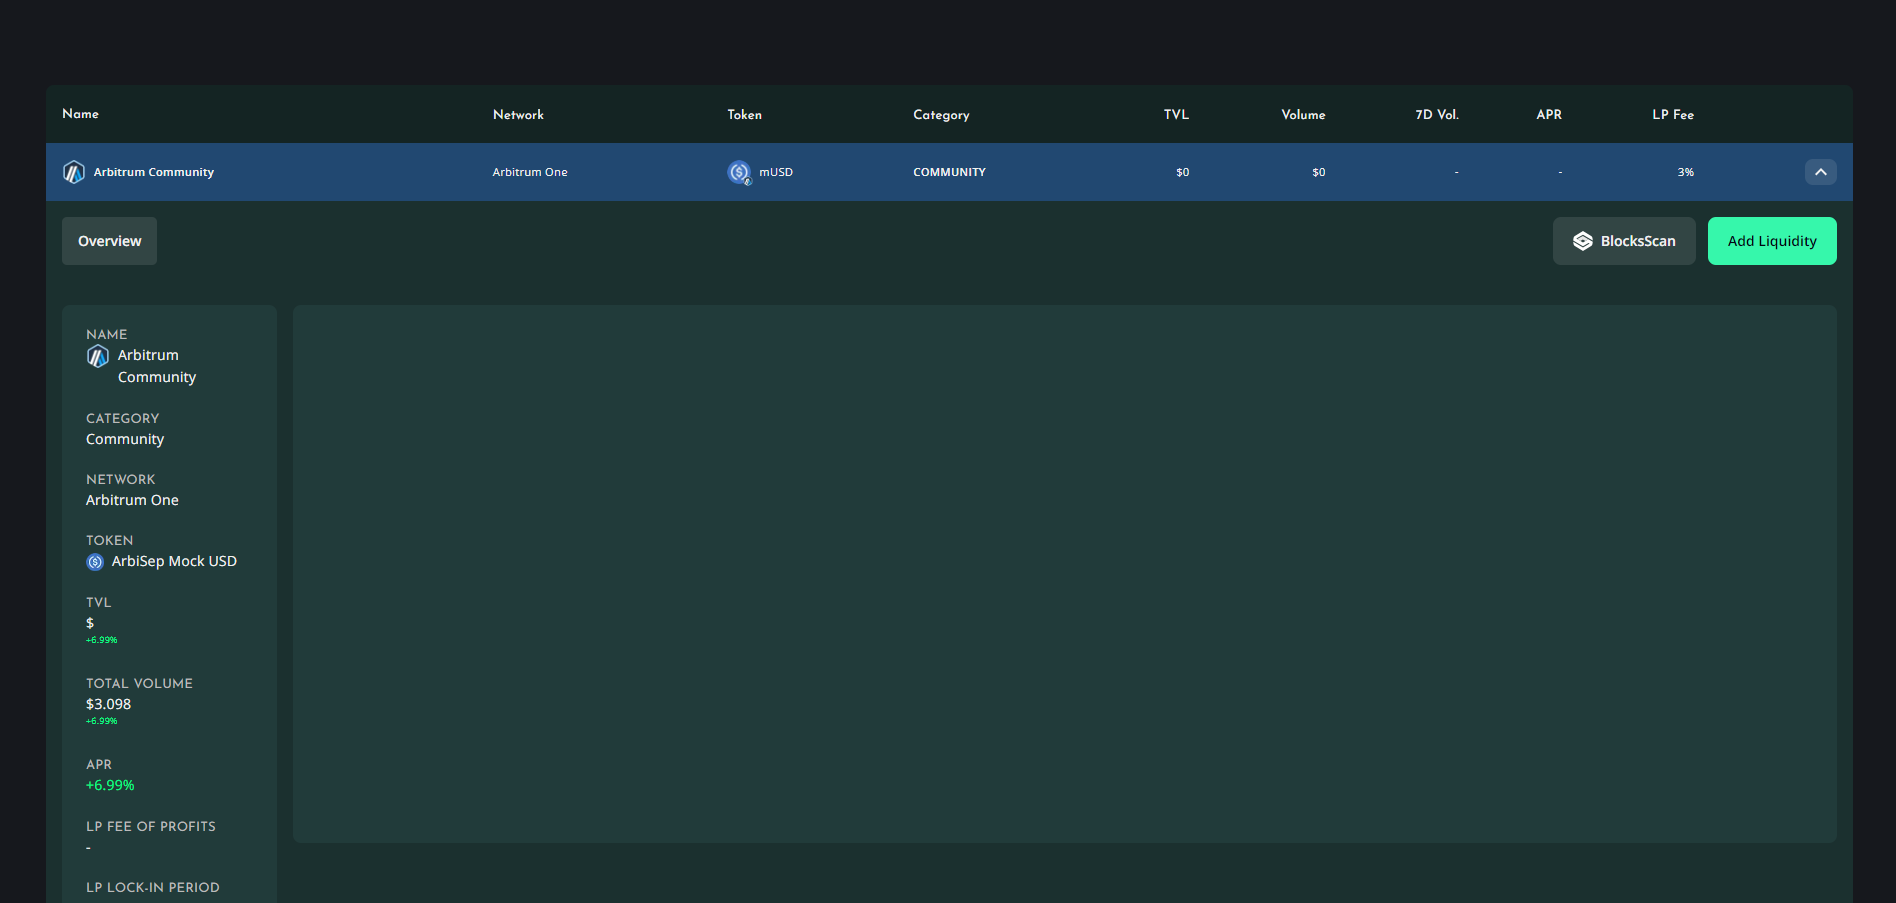 Name Network Token Category TVL Volume 7D Vol. APR LP Fee
Arbitrum Community Arbitrum One mUSD COMMUNITY $0 $0 - - 3%
Overview BlocksScan Add Liquidity
NAME
Arbitrum
Community
CATEGORY
Community
NETWORK
Arbitrum One
TOKEN
ArbiSep Mock USD
TVL
$
+6.99%
TOTAL VOLUME
$3.098
+6.99%
APR
+6.99%
LP FEE OF PROFITS
-
LP LOCK-IN PERIOD